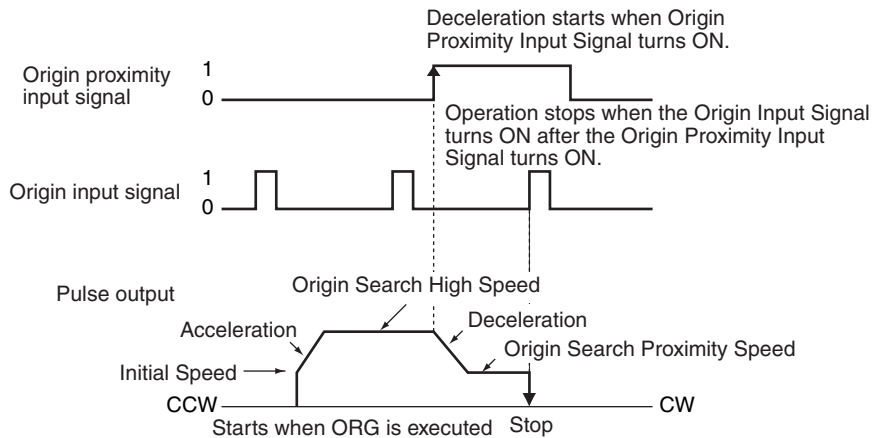 Deceleration starts when Origin
Proximity Input Signal turns ON.
Origin proximity
input signal
1
0
Operation stops when the Origin Input Signal
turns ON after the Origin Proximity Input
Signal turns ON.
Origin input signal
1
0
Pulse output
Origin Search High Speed
Acceleration
Deceleration
Initial Speed
Origin Search Proximity Speed
CCW
CW
Starts when ORG is executed
Stop